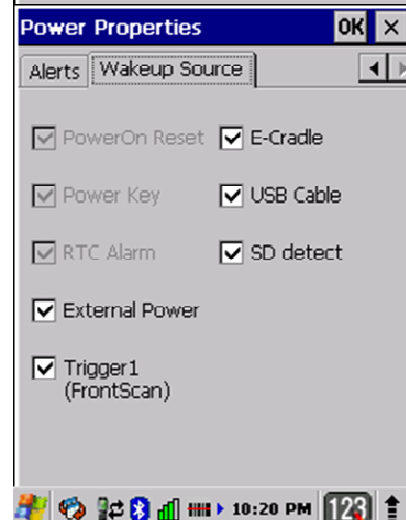 Power Properties OK ×
Alerts Wakeup Source
PowerOn Reset E-Cradle
Power Key USB Cable
RTC Alarm SD detect
External Power
Trigger1
(FrontScan)
10:20 PM 123